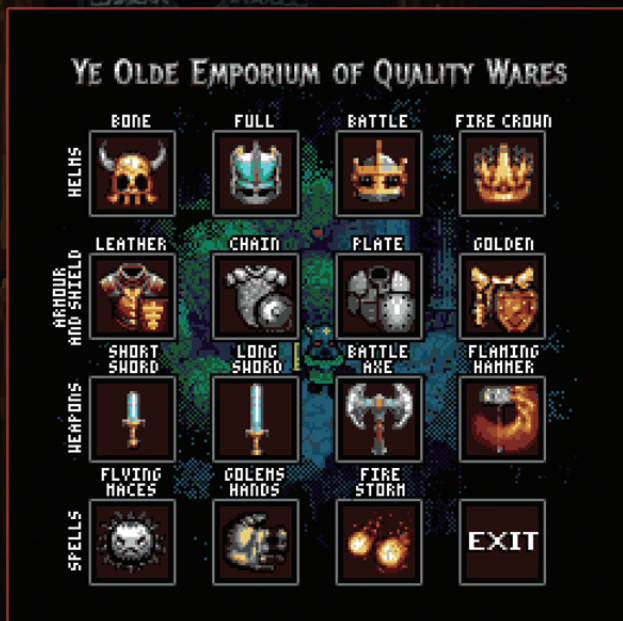 YE OLDE EMPORIUM OF QUALITY WARES
HELMS
BONE
FULL
BATTLE
FIRE CROWN
ARMOUR
AND SHIELD
LEATHER
CHAIN
PLATE
GOLDEN
WEAPONS
SHORT
SWORD
LONG
SWORD
BATTLE
AXE
FLAMING
HAMMER
SPELLS
FLYING
MACES
GOLEMS
HANDS
FIRE
STORM
EXIT